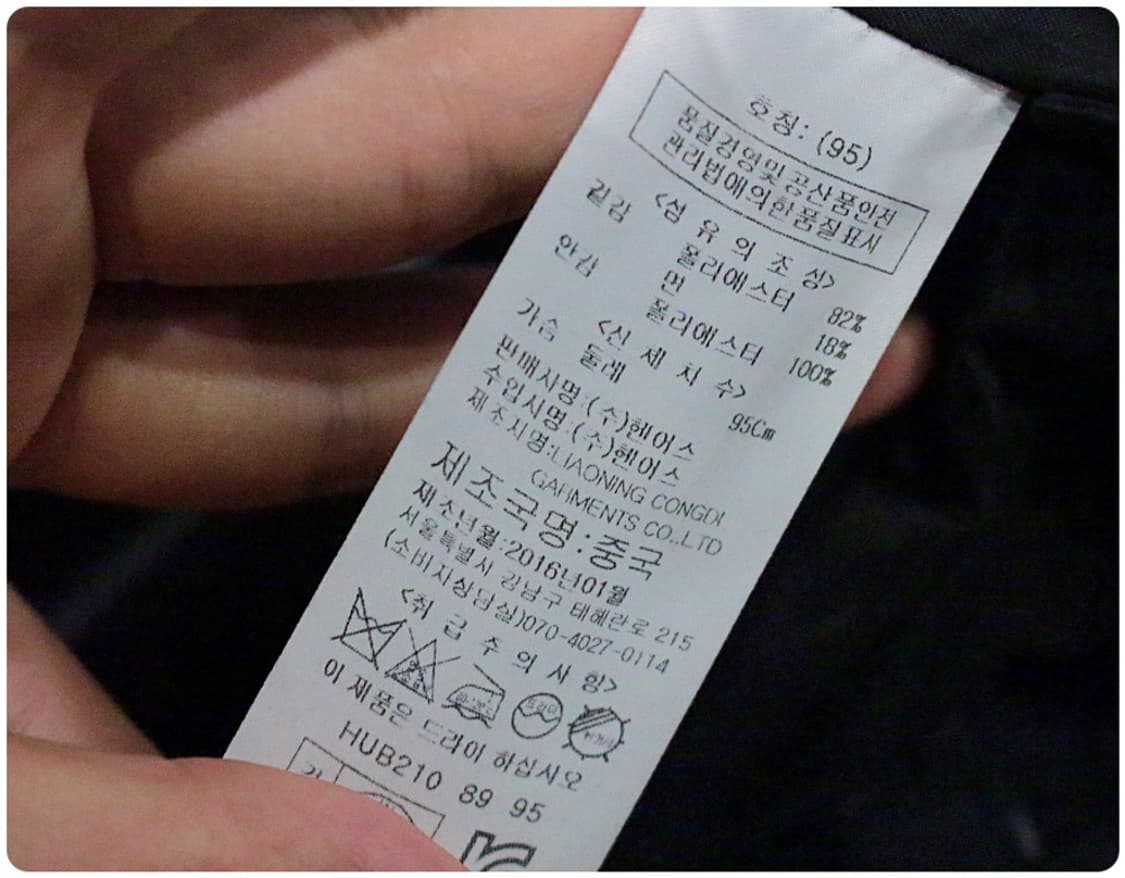 호칭: (95)
품질경영및공산품안전
관리법에의한품질표시
<섬 유 의 조 성>
겉감 폴리에스터 82%
면 18%
안감 폴리에스터 100%
<신 체 치 수>
가슴 둘레 95Cm
판매사명:(주)헨어스
수입사명:(주)헨어스
제조자명:LIAONING CONGDI
GARMENTS CO.,LTD
제조국명:중국
제조년월:2016년01월
서울특별시 강남구 테헤란로 215
(소비자상담실)070-4027-0114
<취 급 주 의 사 항>
드라이
이 제품은 드라이 하십시오
HUB210 89 95